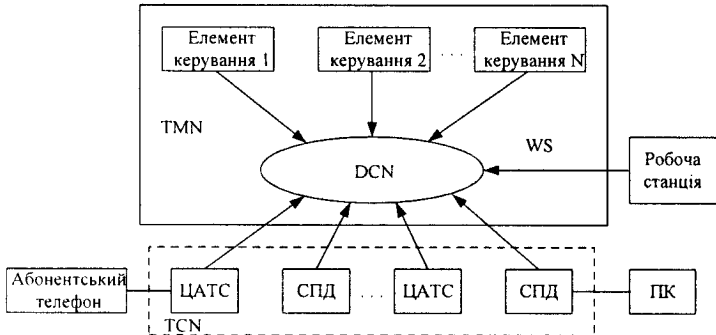 Елемент
керування 1
Елемент
керування 2
. . .
Елемент
керування N
TMN
WS
DCN
Робоча
станція
Абонентський
телефон
ЦАТС
СПД
. . .
ЦАТС
СПД
ПК
TCN